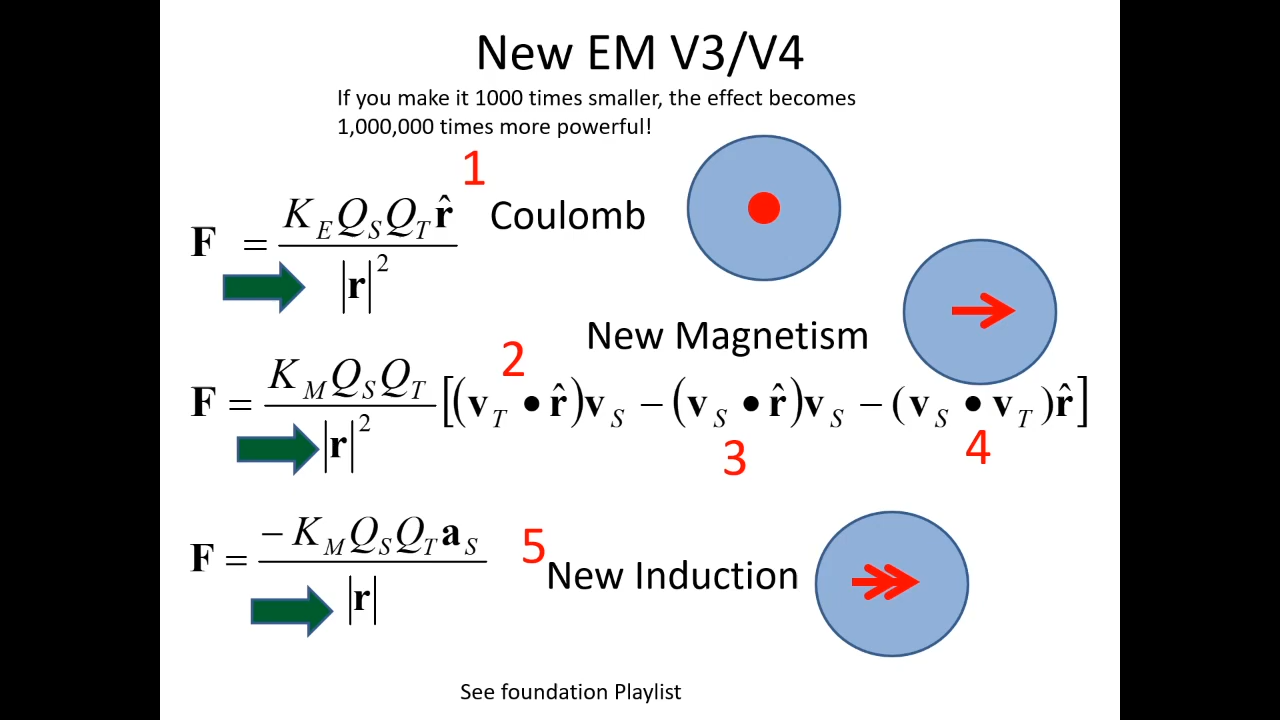 New EM V3/V4
If you make it 1000 times smaller, the effect becomes
1,000,000 times more powerful!
1
F = K_E Q_S Q_T r̂ / |r|^2
Coulomb
New Magnetism
2
F = K_M Q_S Q_T / |r|^2 [(v_T • r̂)v_S − (v_S • r̂)v_S − (v_S • v_T)r̂]
3
4
F = −K_M Q_S Q_T a_S / |r|
5
New Induction
See foundation Playlist